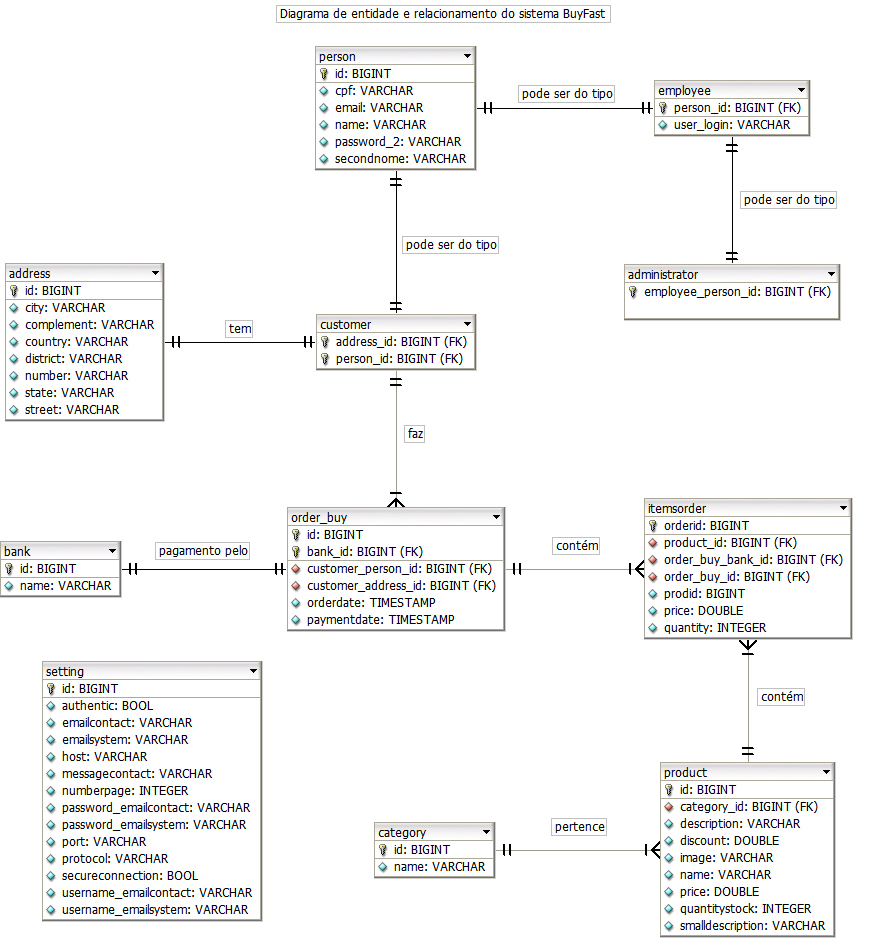 Diagrama de entidade e relacionamento do sistema BuyFast
person
id: BIGINT
cpf: VARCHAR
email: VARCHAR
name: VARCHAR
password_2: VARCHAR
secondnome: VARCHAR
pode ser do tipo
employee
person_id: BIGINT (FK)
user_login: VARCHAR
pode ser do tipo
pode ser do tipo
administrator
employee_person_id: BIGINT (FK)
address
id: BIGINT
city: VARCHAR
complement: VARCHAR
country: VARCHAR
district: VARCHAR
number: VARCHAR
state: VARCHAR
street: VARCHAR
tem
customer
address_id: BIGINT (FK)
person_id: BIGINT (FK)
faz
bank
id: BIGINT
name: VARCHAR
pagamento pelo
order_buy
id: BIGINT
bank_id: BIGINT (FK)
customer_person_id: BIGINT (FK)
customer_address_id: BIGINT (FK)
orderdate: TIMESTAMP
paymentdate: TIMESTAMP
contém
itemsorder
orderid: BIGINT
product_id: BIGINT (FK)
order_buy_bank_id: BIGINT (FK)
order_buy_id: BIGINT (FK)
prodid: BIGINT
price: DOUBLE
quantity: INTEGER
contém
setting
id: BIGINT
authentic: BOOL
emailcontact: VARCHAR
emailsystem: VARCHAR
host: VARCHAR
messagecontact: VARCHAR
numberpage: INTEGER
password_emailcontact: VARCHAR
password_emailsystem: VARCHAR
port: VARCHAR
protocol: VARCHAR
secureconnection: BOOL
username_emailcontact: VARCHAR
username_emailsystem: VARCHAR
category
id: BIGINT
name: VARCHAR
pertence
product
id: BIGINT
category_id: BIGINT (FK)
description: VARCHAR
discount: DOUBLE
image: VARCHAR
name: VARCHAR
price: DOUBLE
quantitystock: INTEGER
smalldescription: VARCHAR